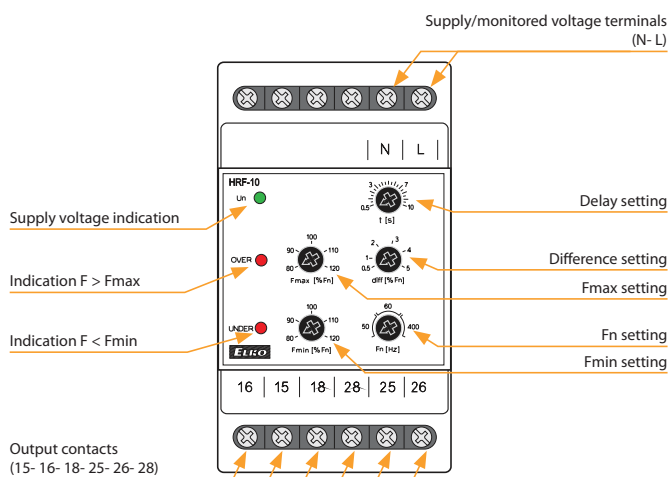 Supply/monitored voltage terminals
(N- L)
N L
HRF-10
Un
3 7
0.5 10
t [s]
Supply voltage indication
Delay setting
OVER
100
90 110
80 120
Fmax [%Fn]
2 3
1 4
0.5 5
diff [%Fn]
Difference setting
Indication F > Fmax
Fmax setting
UNDER
100
90 110
80 120
Fmin [%Fn]
60
50 400
Fn [Hz]
Indication F < Fmin
Fn setting
ELKO
Fmin setting
16 15 18 28 25 26
Output contacts
(15- 16- 18- 25- 26- 28)